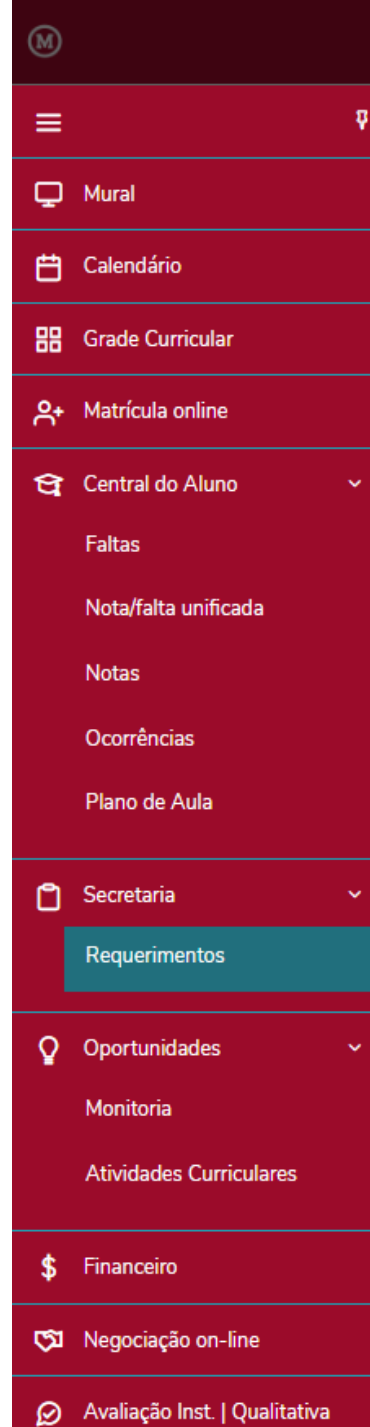 M
Mural
Calendário
Grade Curricular
Matrícula online
Central do Aluno
Faltas
Nota/falta unificada
Notas
Ocorrências
Plano de Aula
Secretaria
Requerimentos
Oportunidades
Monitoria
Atividades Curriculares
$ Financeiro
Negociação on-line
Avaliação Inst. | Qualitativa